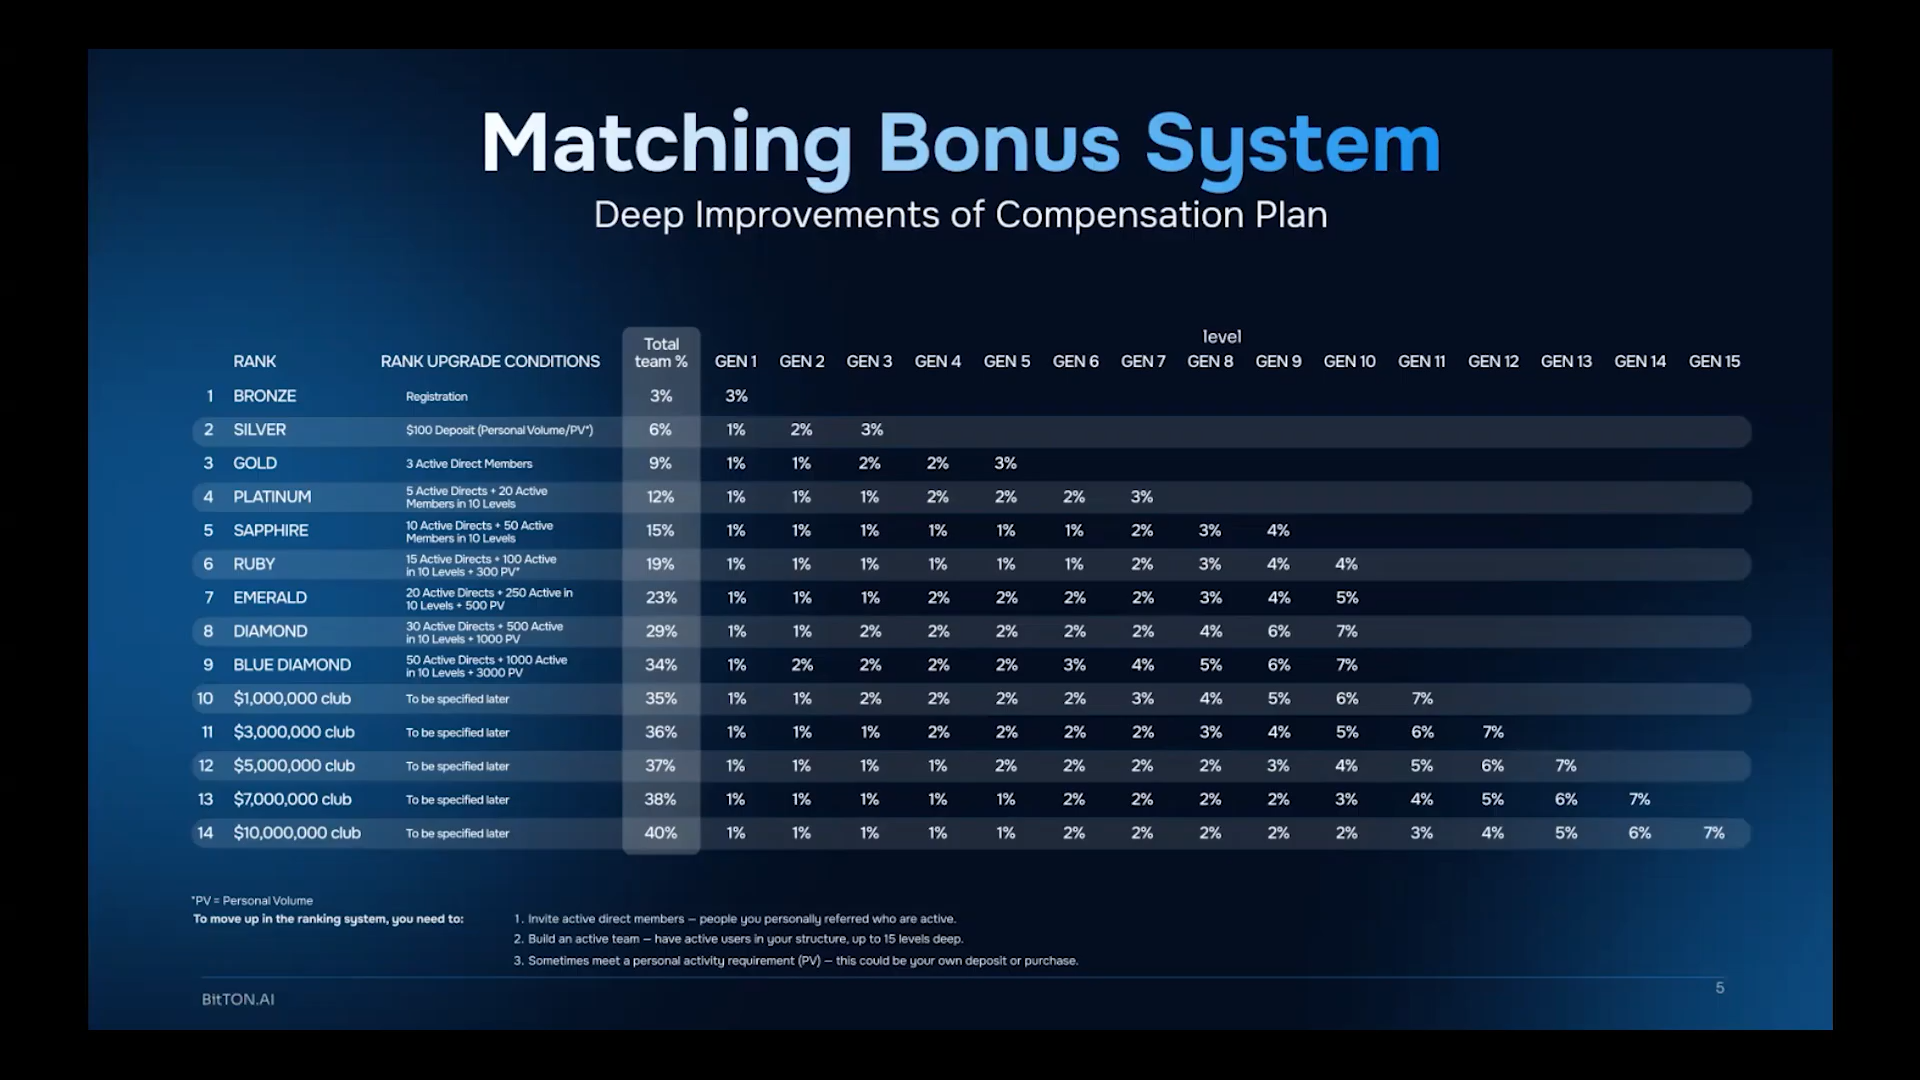 Matching Bonus System
Deep Improvements of Compensation Plan
level
RANK RANK UPGRADE CONDITIONS Total team % GEN 1 GEN 2 GEN 3 GEN 4 GEN 5 GEN 6 GEN 7 GEN 8 GEN 9 GEN 10 GEN 11 GEN 12 GEN 13 GEN 14 GEN 15
1 BRONZE Registration 3% 3%
2 SILVER $100 Deposit (Personal Volume/PV*) 6% 1% 2% 3%
3 GOLD 3 Active Direct Members 9% 1% 1% 2% 2% 3%
4 PLATINUM 5 Active Directs + 20 Active Members in 10 Levels 12% 1% 1% 1% 2% 2% 2% 3%
5 SAPPHIRE 10 Active Directs + 50 Active Members in 10 Levels 15% 1% 1% 1% 1% 1% 1% 2% 3% 4%
6 RUBY 15 Active Directs + 100 Active in 10 Levels + 300 PV* 19% 1% 1% 1% 1% 1% 1% 2% 3% 4% 4%
7 EMERALD 20 Active Directs + 250 Active in 10 Levels + 500 PV 23% 1% 1% 1% 2% 2% 2% 2% 3% 4% 5%
8 DIAMOND 30 Active Directs + 500 Active in 10 Levels + 1000 PV 29% 1% 1% 2% 2% 2% 2% 2% 4% 6% 7%
9 BLUE DIAMOND 50 Active Directs + 1000 Active in 10 Levels + 3000 PV 34% 1% 2% 2% 2% 2% 3% 4% 5% 6% 7%
10 $1,000,000 club To be specified later 35% 1% 1% 2% 2% 2% 2% 3% 4% 5% 6% 7%
11 $3,000,000 club To be specified later 36% 1% 1% 1% 2% 2% 2% 2% 3% 4% 5% 6% 7%
12 $5,000,000 club To be specified later 37% 1% 1% 1% 1% 2% 2% 2% 2% 3% 4% 5% 6% 7%
13 $7,000,000 club To be specified later 38% 1% 1% 1% 1% 1% 2% 2% 2% 2% 3% 4% 5% 6% 7%
14 $10,000,000 club To be specified later 40% 1% 1% 1% 1% 1% 2% 2% 2% 2% 2% 3% 4% 5% 6% 7%
*PV = Personal Volume
To move up in the ranking system, you need to: 1. Invite active direct members — people you personally referred who are active.
2. Build an active team — have active users in your structure, up to 15 levels deep.
3. Sometimes meet a personal activity requirement (PV) — this could be your own deposit or purchase.
BitTON.AI 5